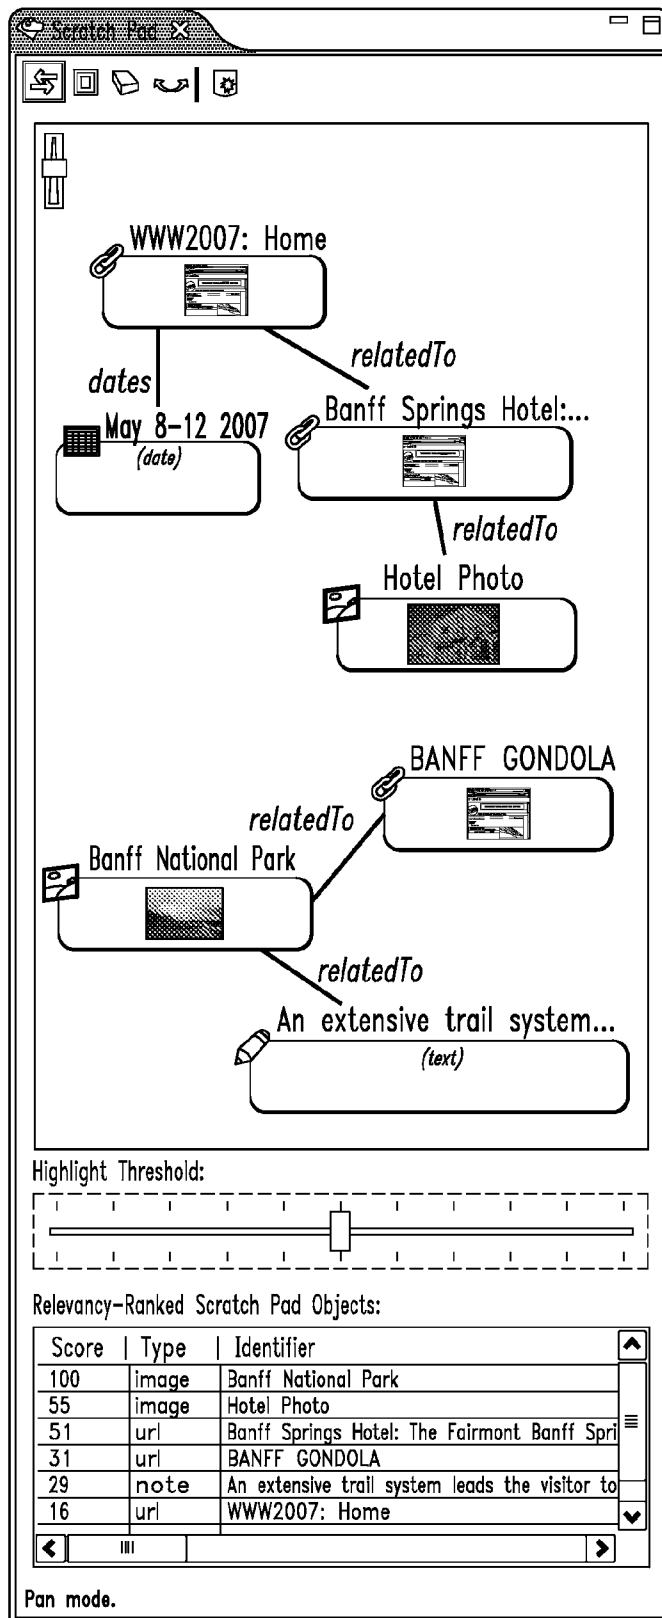 Scratch Pad
WWW2007: Home
relatedTo
dates
Banff Springs Hotel:...
May 8-12 2007
(date)
relatedTo
Hotel Photo
BANFF GONDOLA
relatedTo
Banff National Park
relatedTo
An extensive trail system...
(text)
Highlight Threshold:
Relevancy-Ranked Scratch Pad Objects:
Score | Type | Identifier
100 image Banff National Park
55 image Hotel Photo
51 url Banff Springs Hotel: The Fairmont Banff Spri
31 url BANFF GONDOLA
29 note An extensive trail system leads the visitor to
16 url WWW2007: Home
Pan mode.